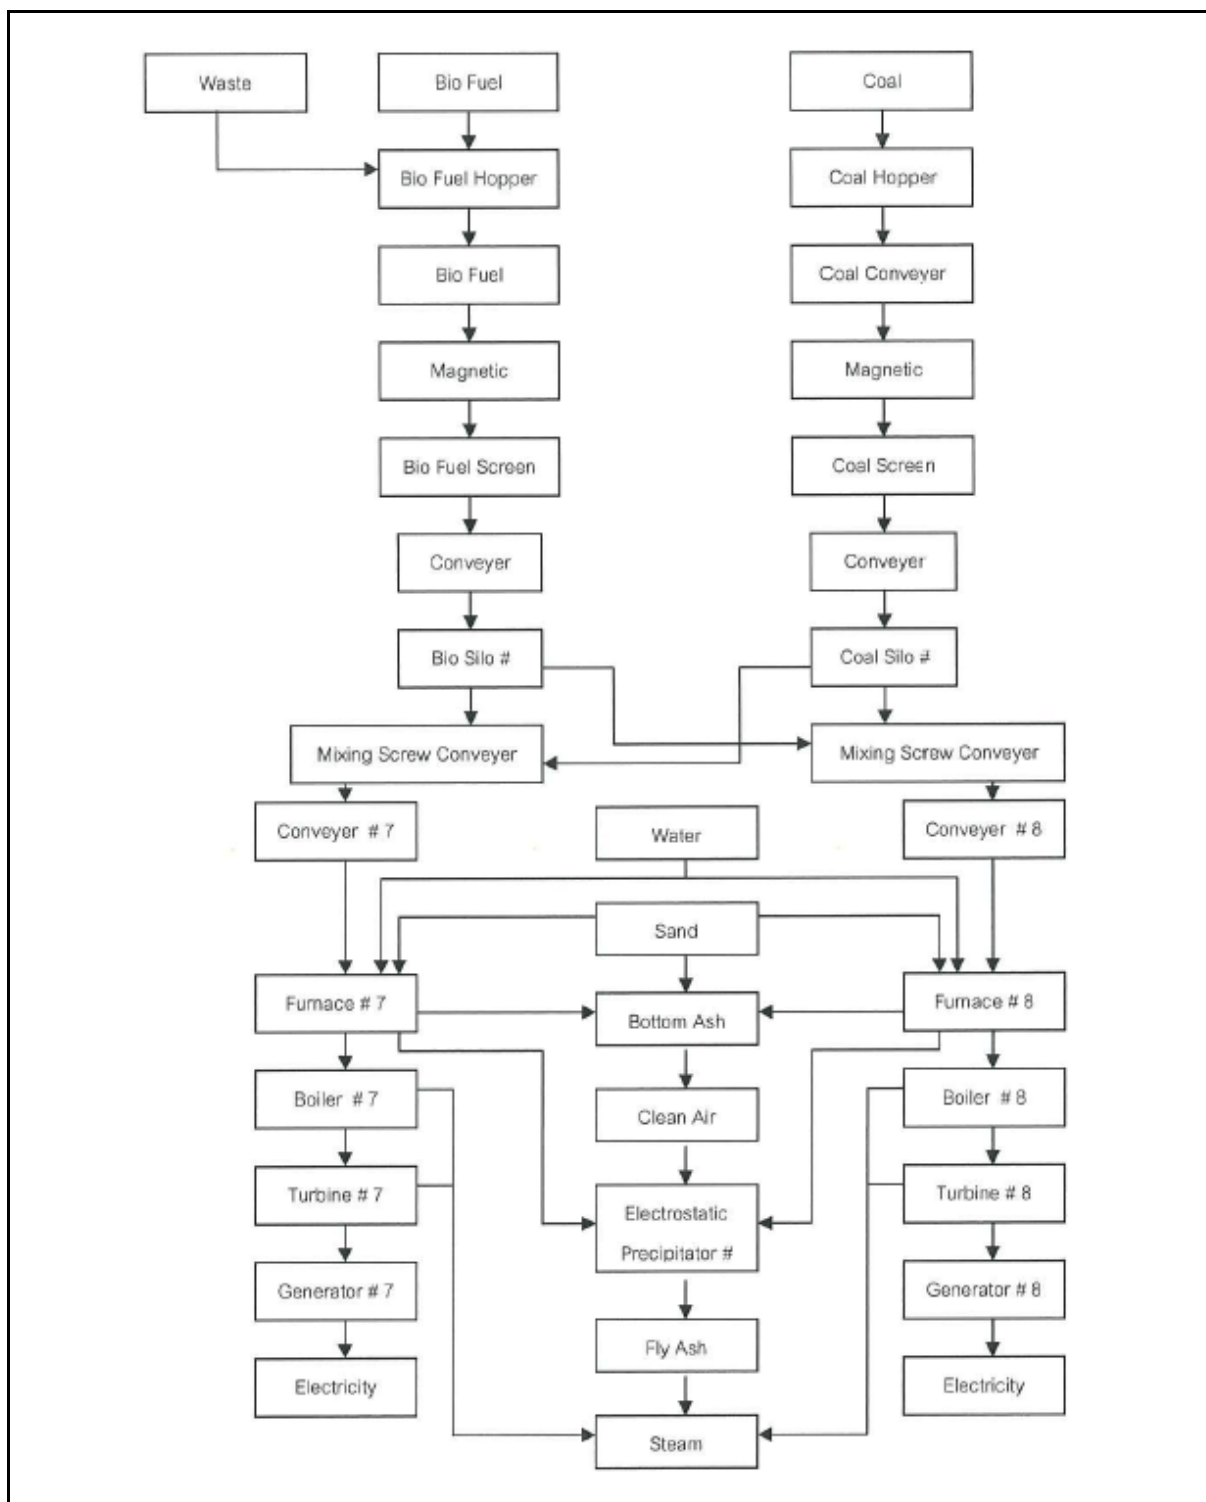 Waste
Bio Fuel
Coal
Bio Fuel Hopper
Coal Hopper
Bio Fuel
Coal Conveyer
Magnetic
Magnetic
Bio Fuel Screen
Coal Screen
Conveyer
Conveyer
Bio Silo #
Coal Silo #
Mixing Screw Conveyer
Mixing Screw Conveyer
Conveyer # 7
Water
Conveyer # 8
Sand
Furnace # 7
Bottom Ash
Furnace # 8
Boiler # 7
Clean Air
Boiler # 8
Turbine # 7
Electrostatic
Precipitator #
Turbine # 8
Generator # 7
Generator # 8
Fly Ash
Electricity
Electricity
Steam